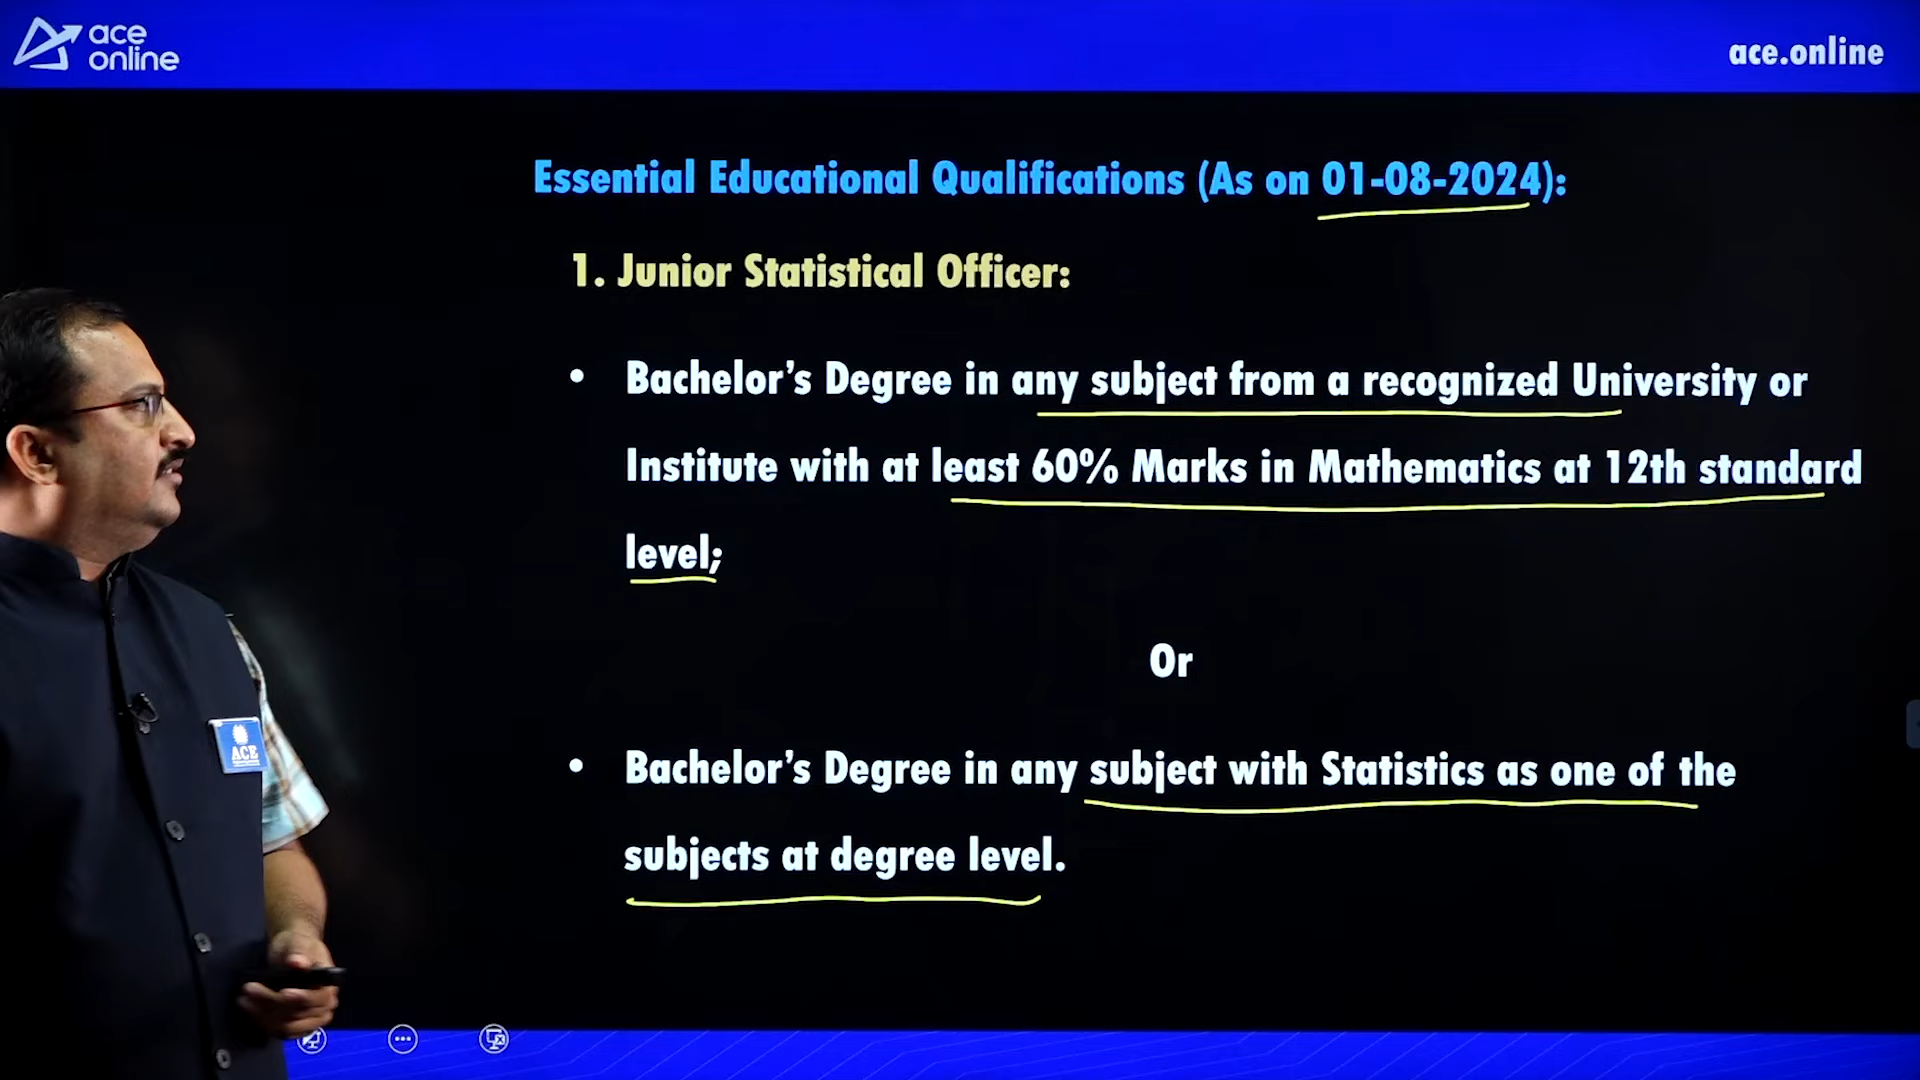 ace
online
ace.online
Essential Educational Qualifications (As on 01-08-2024):
1. Junior Statistical Officer:
• Bachelor’s Degree in any subject from a recognized University or
Institute with at least 60% Marks in Mathematics at 12th standard
level;
Or
• Bachelor’s Degree in any subject with Statistics as one of the
subjects at degree level.
ACE